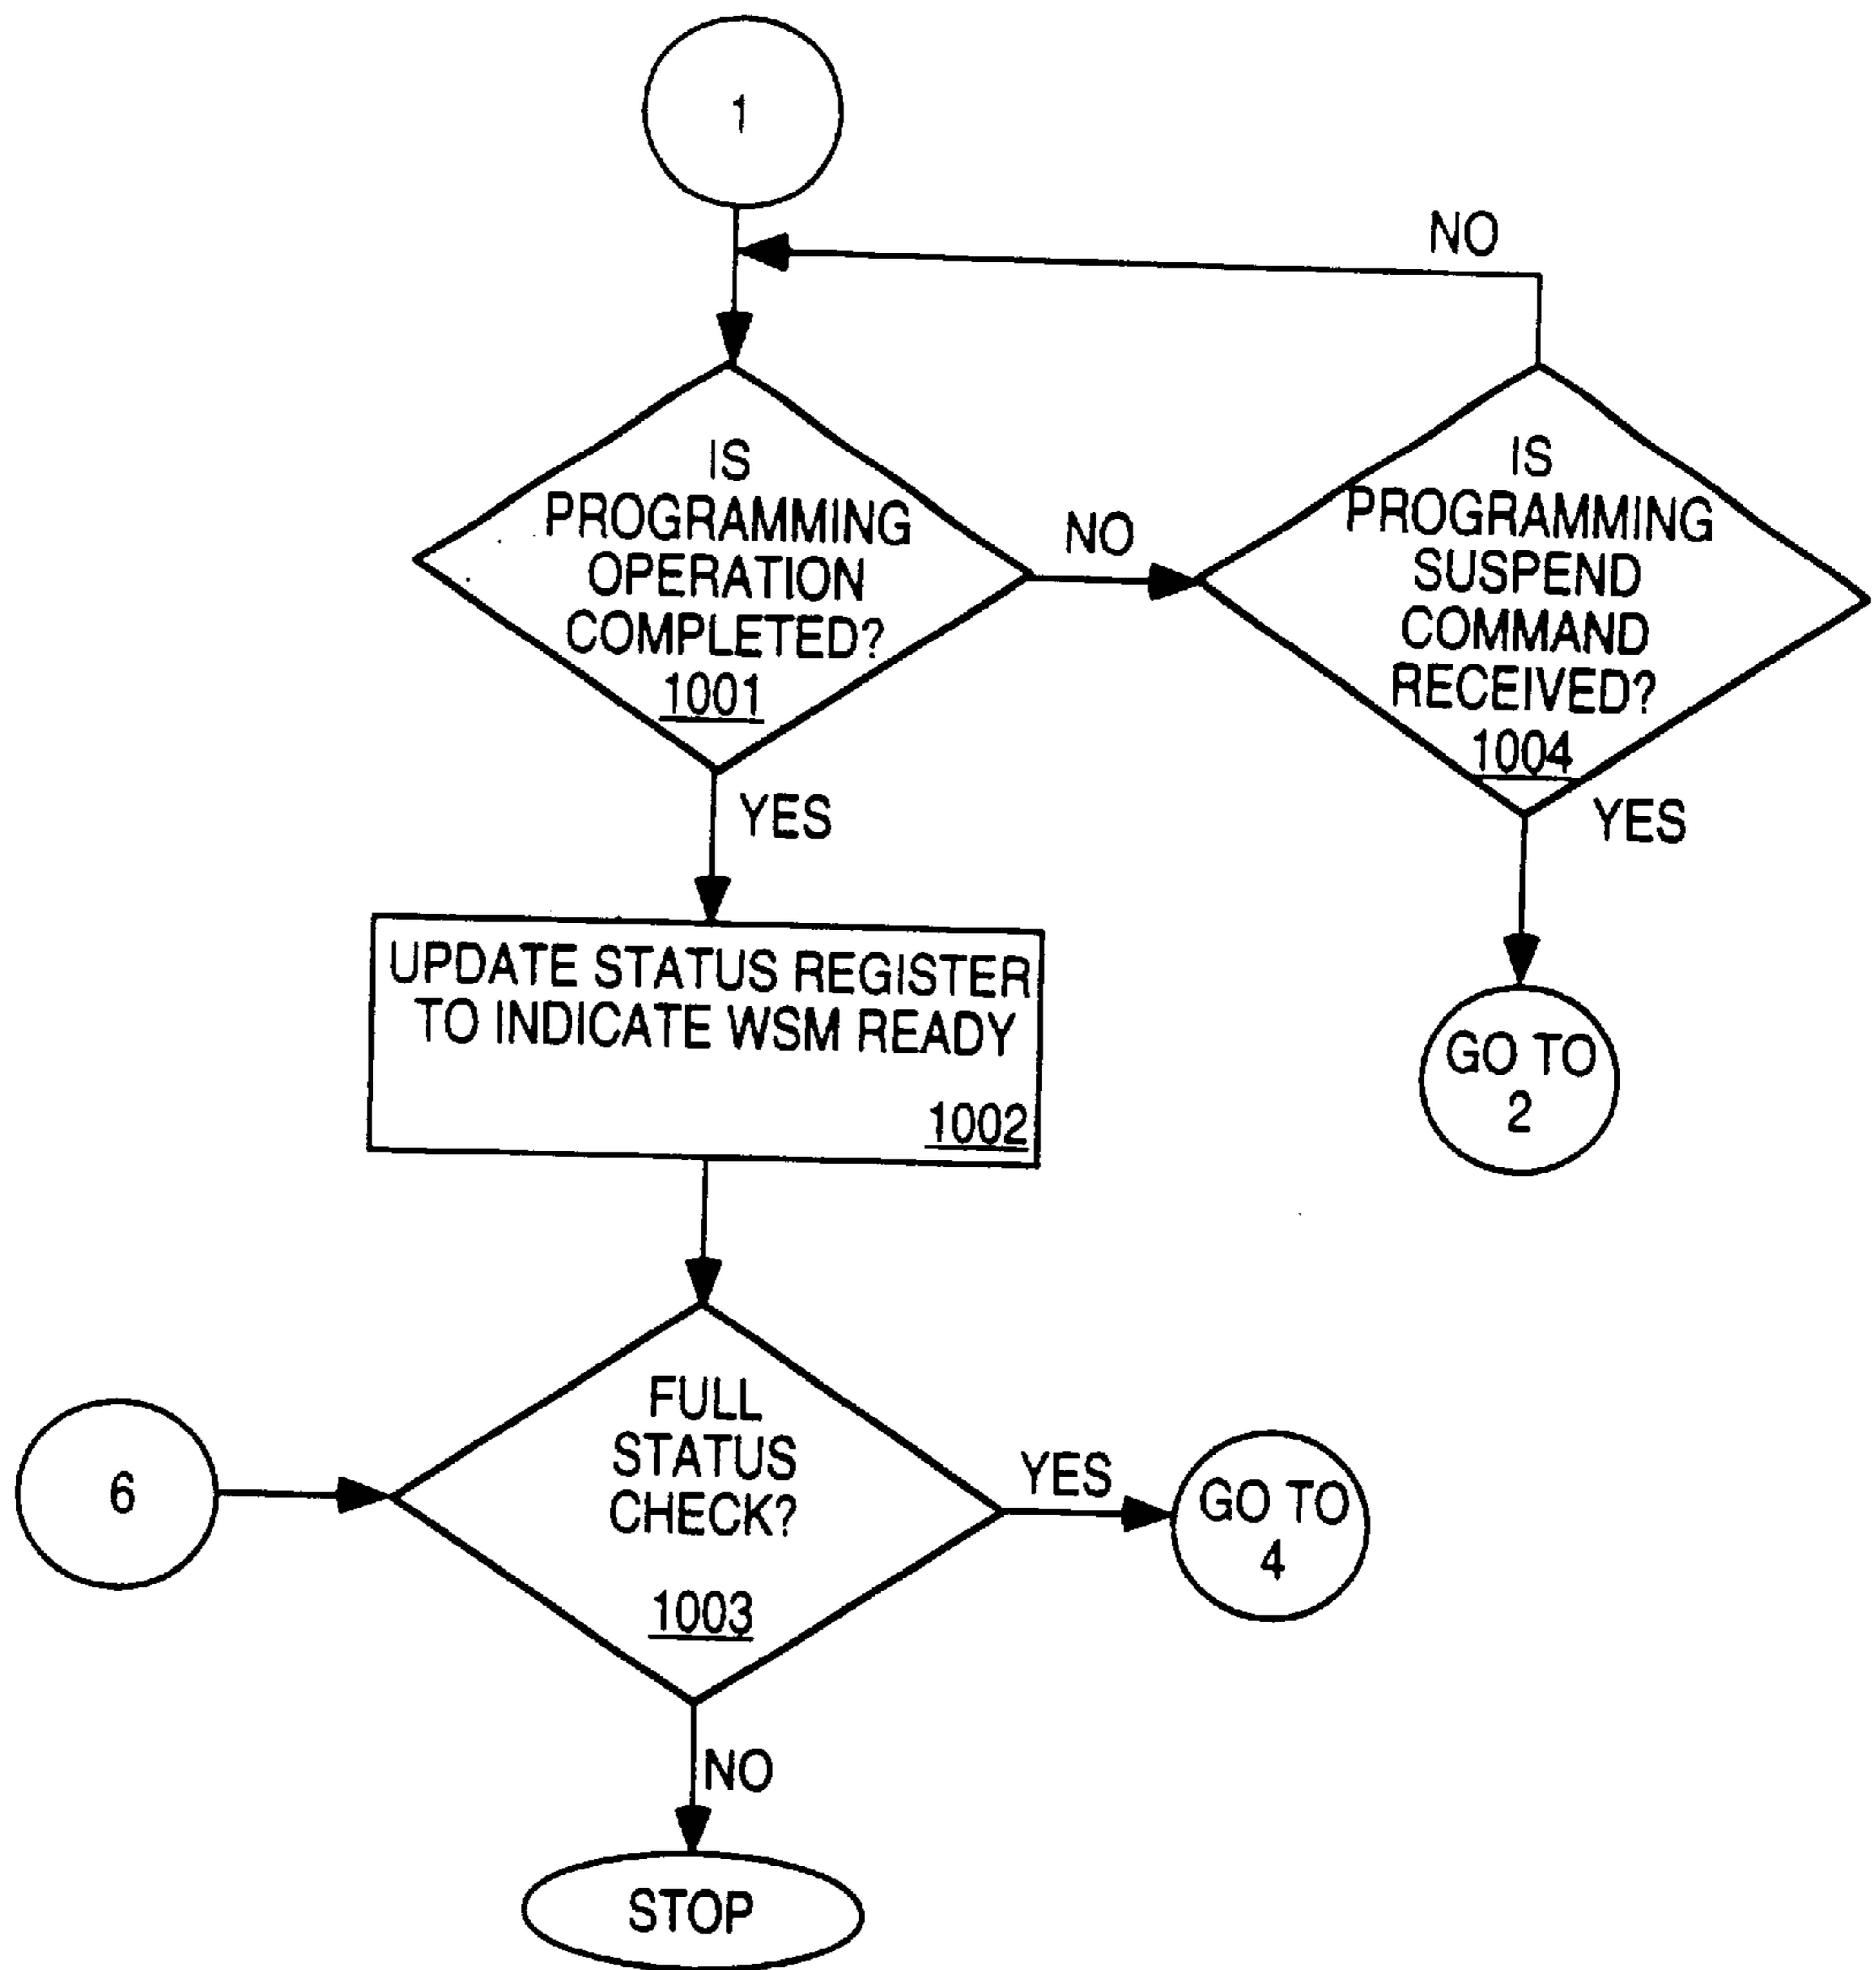 1
NO
IS
PROGRAMMING
OPERATION
COMPLETED?
1001
NO
IS
PROGRAMMING
SUSPEND
COMMAND
RECEIVED?
1004
YES
YES
UPDATE STATUS REGISTER
TO INDICATE WSM READY
1002
GO TO
2
6
FULL
STATUS
CHECK?
1003
YES
GO TO
4
NO
STOP